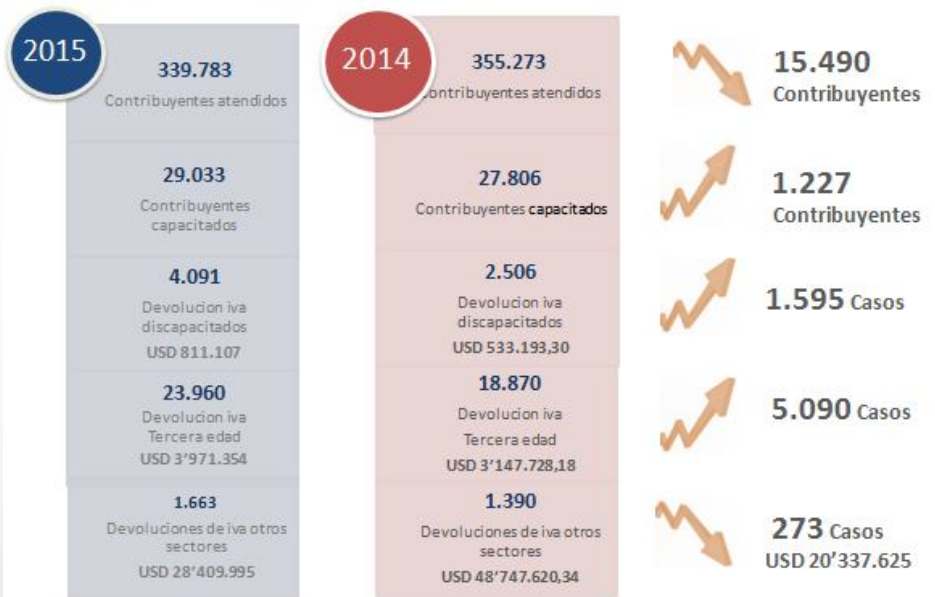 2015
339.783
Contribuyentes atendidos
29.033
Contribuyentes
capacitados
4.091
Devolucion iva
discapacitados
USD 811.107
23.960
Devolucion iva
Tercera edad
USD 3’971.354
1.663
Devoluciones de iva otros
sectores
USD 28’409.995
2014
355.273
Contribuyentes atendidos
27.806
Contribuyentes capacitados
2.506
Devolucion iva
discapacitados
USD 533.193,30
18.870
Devolucion iva
Tercera edad
USD 3’147.728,18
1.390
Devoluciones de iva otros
sectores
USD 48’747.620,34
15.490
Contribuyentes
1.227
Contribuyentes
1.595 Casos
5.090 Casos
273 Casos
USD 20’337.625